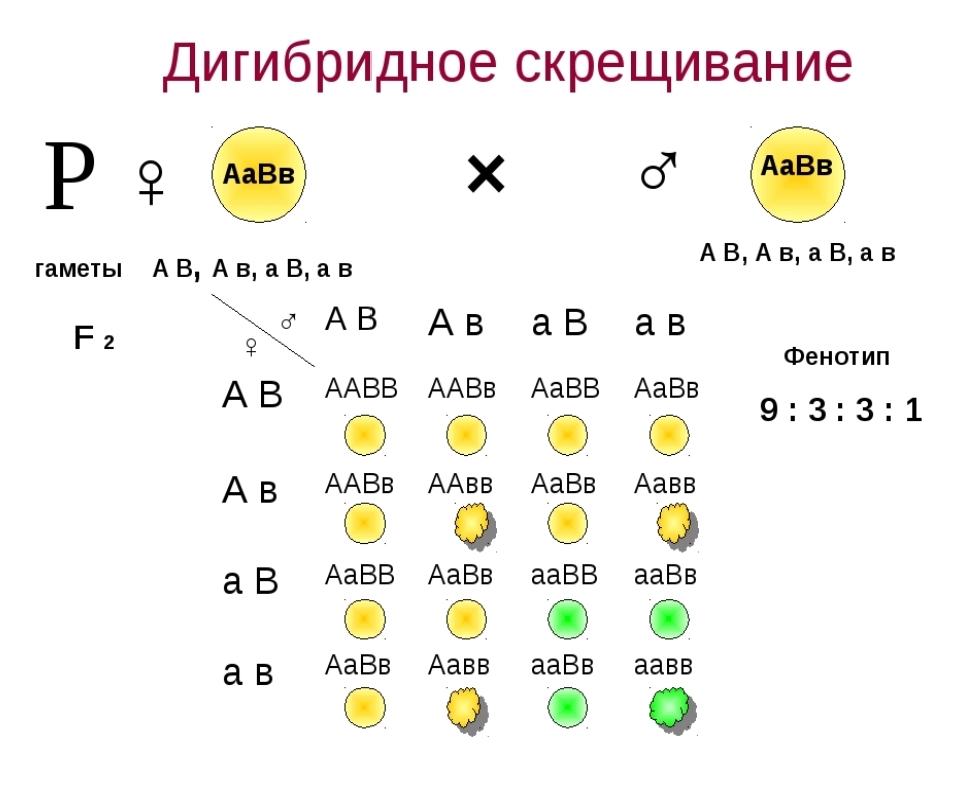 Дигибридное скрещивание
Р ♀ АаВв × ♂ АаВв
гаметы А В, А в, а В, а в
А В, А в, а В, а в
F 2
♂ А В А в а В а в
♀
Фенотип
9 : 3 : 3 : 1
А В ААВВ ААВв АаВВ АаВв
А в ААВв ААвв АаВв Аавв
а В АаВВ АаВв ааВВ ааВв
а в АаВв Аавв ааВв аавв